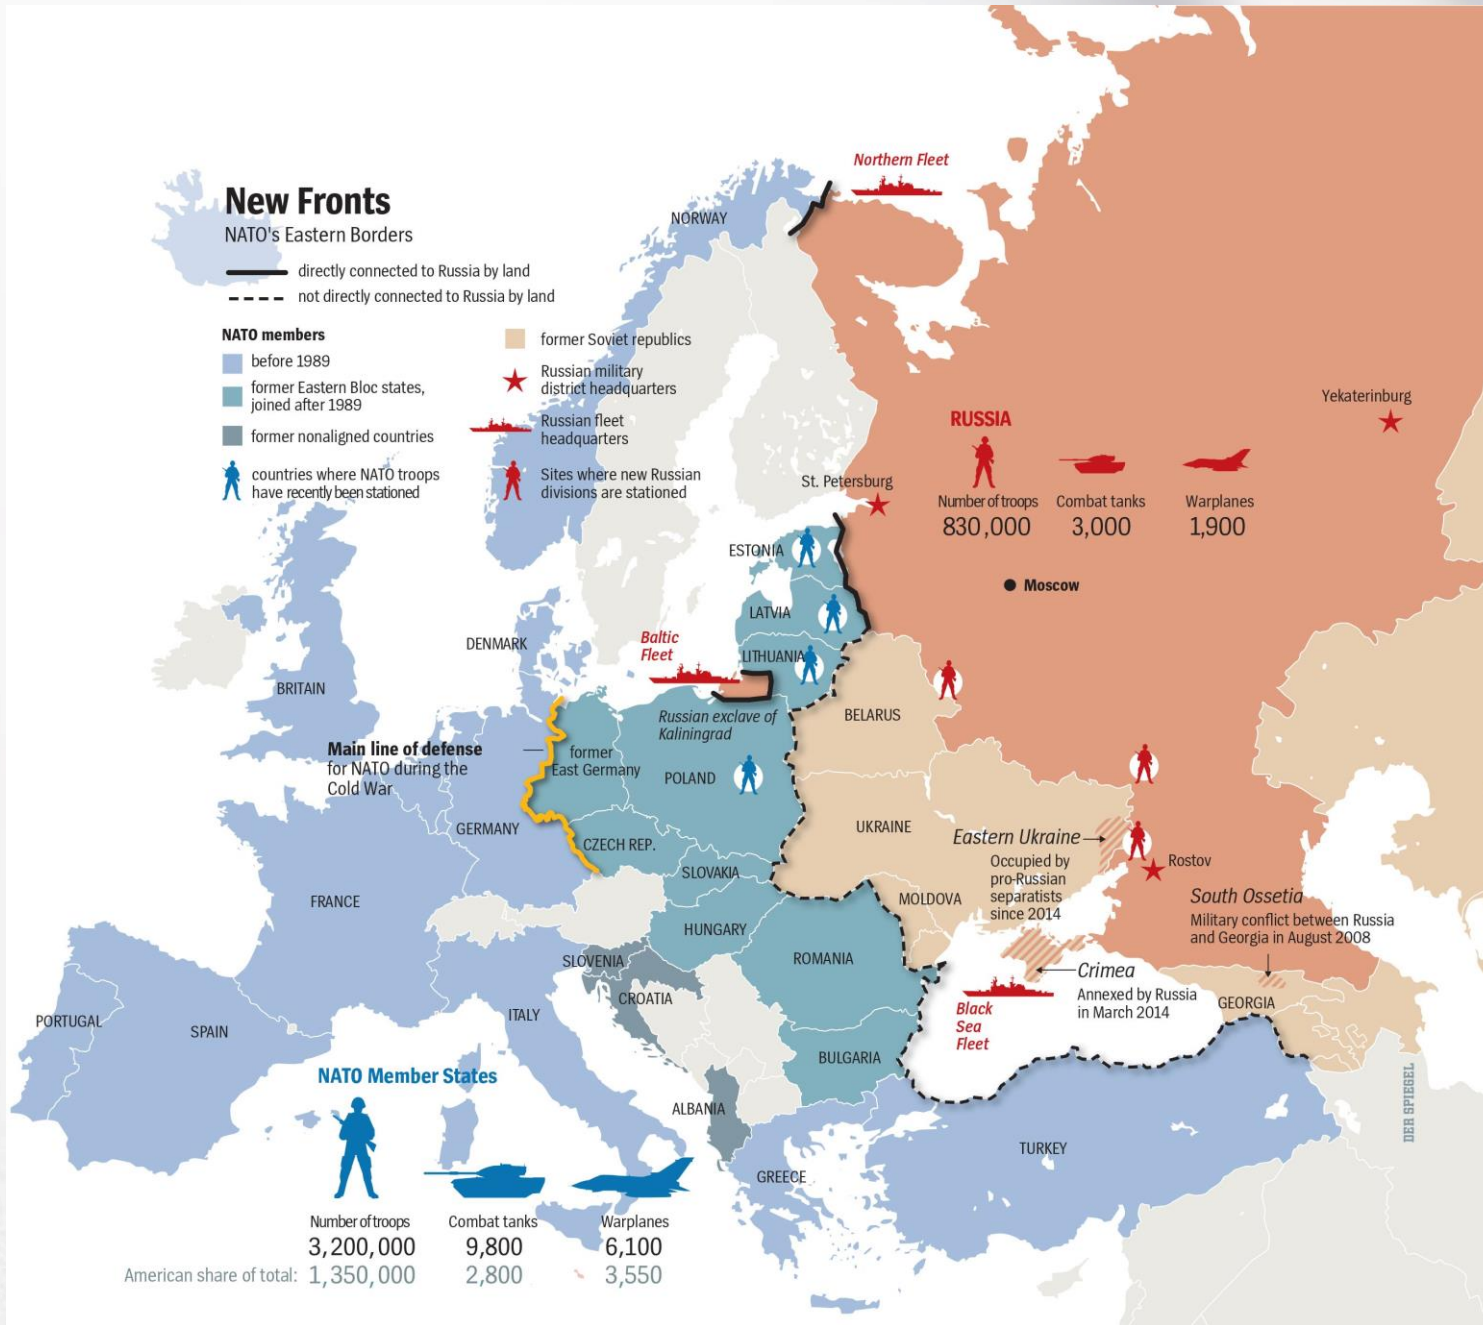 New Fronts
NATO's Eastern Borders
directly connected to Russia by land
not directly connected to Russia by land
NATO members
before 1989
former Eastern Bloc states,
joined after 1989
former nonaligned countries
countries where NATO troops
have recently been stationed
former Soviet republics
Russian military
district headquarters
Russian fleet
headquarters
Sites where new Russian
divisions are stationed
Northern Fleet
NORWAY
Yekaterinburg
RUSSIA
Number of troops
830,000
Combat tanks
3,000
Warplanes
1,900
St. Petersburg
Moscow
ESTONIA
LATVIA
LITHUANIA
Baltic
Fleet
DENMARK
BRITAIN
Russian exclave of
Kaliningrad
BELARUS
Main line of defense
for NATO during the
Cold War
former
East Germany
POLAND
GERMANY
CZECH REP.
SLOVAKIA
UKRAINE
Eastern Ukraine
Occupied by
pro-Russian
separatists
since 2014
Rostov
MOLDOVA
South Ossetia
Military conflict between Russia
and Georgia in August 2008
FRANCE
HUNGARY
ROMANIA
SLOVENIA
CROATIA
Crimea
Annexed by Russia
in March 2014
GEORGIA
Black
Sea
Fleet
PORTUGAL
SPAIN
ITALY
BULGARIA
ALBANIA
GREECE
TURKEY
DER SPIEGEL
NATO Member States
Number of troops
3,200,000
Combat tanks
9,800
Warplanes
6,100
American share of total: 1,350,000
2,800
3,550